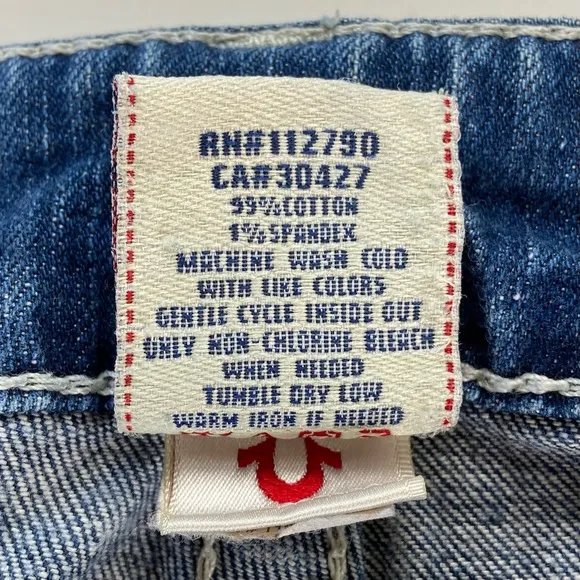 RN#112790
CA#30427
99%COTTON
1%SPANDEX
MACHINE WASH COLD
WITH LIKE COLORS
GENTLE CYCLE INSIDE OUT
ONLY NON-CHLORINE BLEACH
WHEN NEEDED
TUMBLE DRY LOW
WARM IRON IF NEEDED